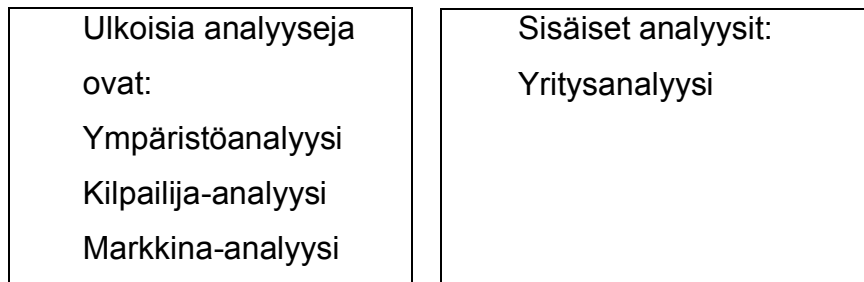 Ulkoisia analyyseja
ovat:
Ympäristöanalyysi
Kilpailija-analyysi
Markkina-analyysi
Sisäiset analyysit:
Yritysanalyysi